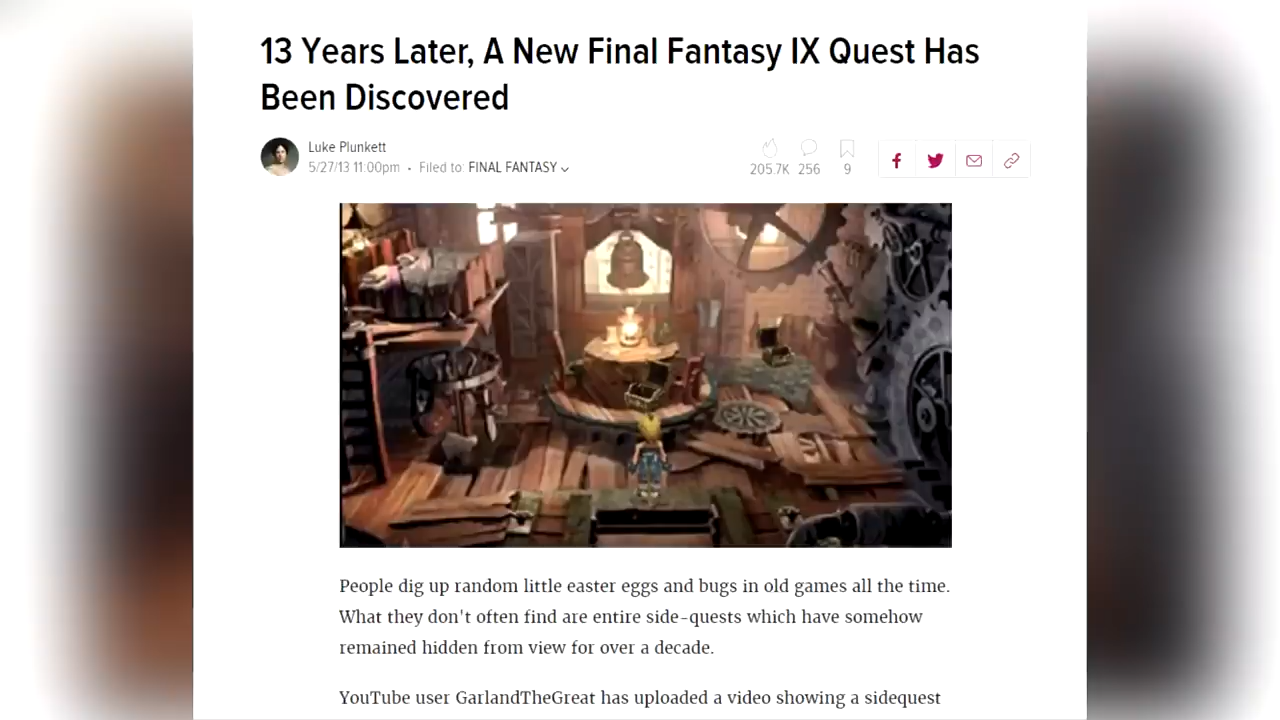 13 Years Later, A New Final Fantasy IX Quest Has
Been Discovered
Luke Plunkett
5/27/13 11:00pm • Filed to: FINAL FANTASY
205.7K 256 9
People dig up random little easter eggs and bugs in old games all the time.
What they don't often find are entire side-quests which have somehow
remained hidden from view for over a decade.
YouTube user GarlandTheGreat has uploaded a video showing a sidequest